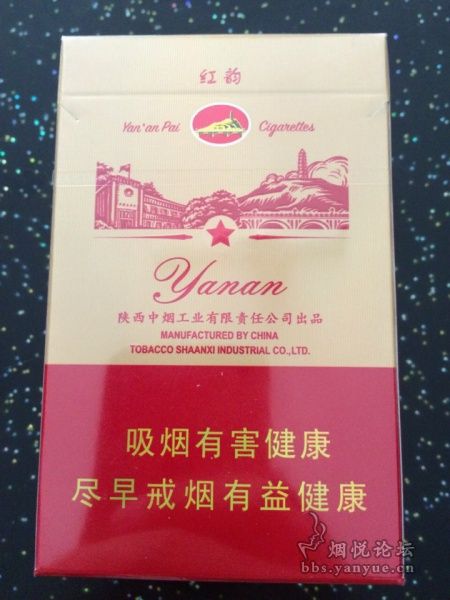 红韵
Yan'an Pai Cigarettes
Yanan
陕西中烟工业有限责任公司出品
MANUFACTURED BY CHINA
TOBACCO SHAANXI INDUSTRIAL CO.,LTD.
吸烟有害健康
尽早戒烟有益健康
烟悦论坛
bbs.yanyue.cn